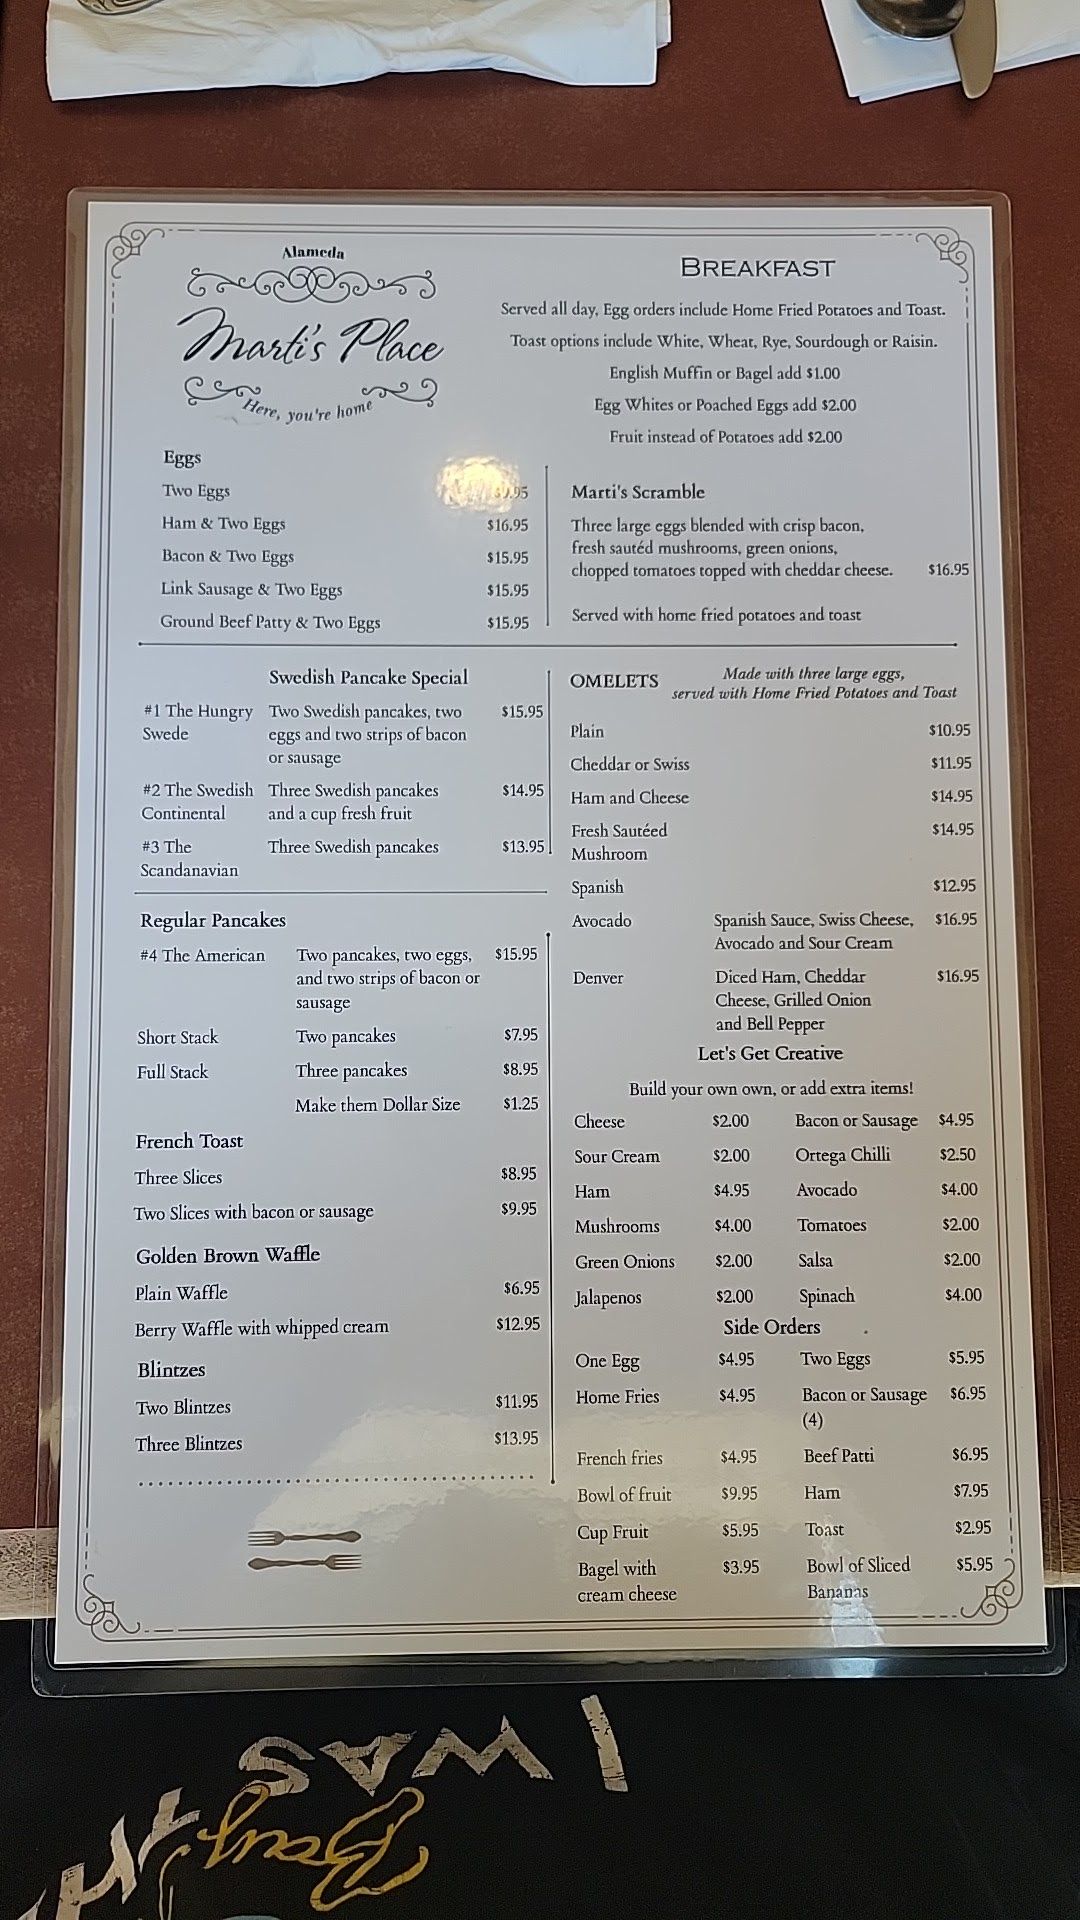 Alameda
Marti's Place
Here, you're home
BREAKFAST
Served all day, Egg orders include Home Fried Potatoes and Toast.
Toast options include White, Wheat, Rye, Sourdough or Raisin.
English Muffin or Bagel add $1.00
Egg Whites or Poached Eggs add $2.00
Fruit instead of Potatoes add $2.00
Eggs
Two Eggs
Ham & Two Eggs $16.95
Bacon & Two Eggs $15.95
Link Sausage & Two Eggs $15.95
Ground Beef Patty & Two Eggs $15.95
Marti's Scramble
Three large eggs blended with crisp bacon,
fresh sautéd mushrooms, green onions,
chopped tomatoes topped with cheddar cheese. $16.95
Served with home fried potatoes and toast
Swedish Pancake Special
#1 The Hungry Two Swedish pancakes, two $15.95
Swede eggs and two strips of bacon
or sausage
#2 The Swedish Three Swedish pancakes $14.95
Continental and a cup fresh fruit
#3 The Three Swedish pancakes $13.95
Scandanavian
Regular Pancakes
#4 The American Two pancakes, two eggs, $15.95
and two strips of bacon or
sausage
Short Stack Two pancakes $7.95
Full Stack Three pancakes $8.95
Make them Dollar Size $1.25
French Toast
Three Slices $8.95
Two Slices with bacon or sausage $9.95
Golden Brown Waffle
Plain Waffle $6.95
Berry Waffle with whipped cream $12.95
Blintzes
Two Blintzes $11.95
Three Blintzes $13.95
OMELETS Made with three large eggs,
served with Home Fried Potatoes and Toast
Plain $10.95
Cheddar or Swiss $11.95
Ham and Cheese $14.95
Fresh Sautéed $14.95
Mushroom
Spanish $12.95
Avocado Spanish Sauce, Swiss Cheese, $16.95
Avocado and Sour Cream
Denver Diced Ham, Cheddar $16.95
Cheese, Grilled Onion
and Bell Pepper
Let's Get Creative
Build your own own, or add extra items!
Cheese $2.00 Bacon or Sausage $4.95
Sour Cream $2.00 Ortega Chilli $2.50
Ham $4.95 Avocado $4.00
Mushrooms $4.00 Tomatoes $2.00
Green Onions $2.00 Salsa $2.00
Jalapenos $2.00 Spinach $4.00
Side Orders
One Egg $4.95 Two Eggs $5.95
Home Fries $4.95 Bacon or Sausage $6.95
(4)
French fries $4.95 Beef Patti $6.95
Bowl of fruit $9.95 Ham $7.95
Cup Fruit $5.95 Toast $2.95
Bagel with $3.95 Bowl of Sliced $5.95
cream cheese Bananas
I WAS